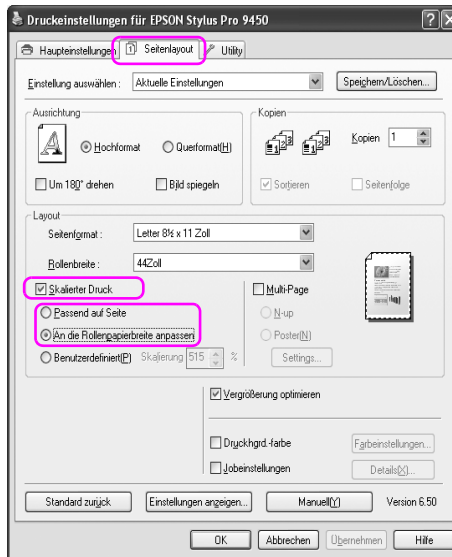 Druckeinstellungen für EPSON Stylus Pro 9450
Haupteinstellungen Seitenlayout Utility
Einstellung auswählen : Aktuelle Einstellungen Speichern/Löschen...
Ausrichtung Kopien
A Hochformat Querformat(H) Kopien 1
Um 180° drehen Bild spiegeln Sortieren Seitenfolge
Layout
Seitenformat : Letter 8½ x 11 Zoll
Rollenbreite : 44Zoll
Skalierter Druck Multi-Page
Passend auf Seite N-up
An die Rollenpapierbreite anpassen Poster(N)
Benutzerdefiniert(P) Skalierung 515 % Settings...
Vergrößerung optimieren
Druckhgrd.-farbe Farbeinstellungen...
Jobeinstellungen Details(X)...
Standard zurück Einstellungen anzeigen... Manuell(Y) Version 6.50
OK Abbrechen Übernehmen Hilfe